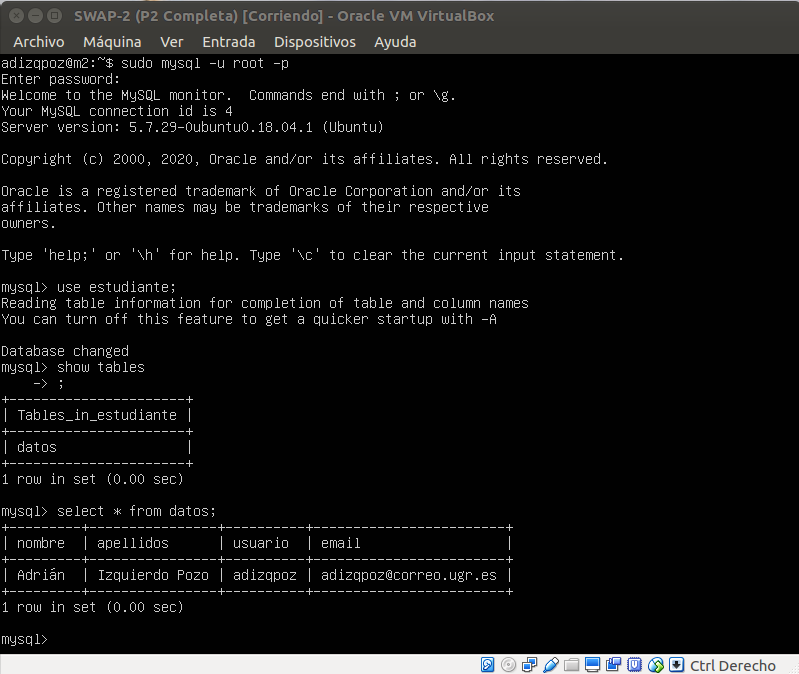 SWAP-2 (P2 Completa) [Corriendo] - Oracle VM VirtualBox
Archivo Máquina Ver Entrada Dispositivos Ayuda
adizqpoz@m2:~$ sudo mysql -u root -p
Enter password:
Welcome to the MySQL monitor.  Commands end with ; or \g.
Your MySQL connection id is 4
Server version: 5.7.29-0ubuntu0.18.04.1 (Ubuntu)
Copyright (c) 2000, 2020, Oracle and/or its affiliates. All rights reserved.
Oracle is a registered trademark of Oracle Corporation and/or its
affiliates. Other names may be trademarks of their respective
owners.
Type 'help;' or '\h' for help. Type '\c' to clear the current input statement.
mysql> use estudiante;
Reading table information for completion of table and column names
You can turn off this feature to get a quicker startup with -A
Database changed
mysql> show tables
    -> ;
+----------------------+
| Tables_in_estudiante |
+----------------------+
| datos                |
+----------------------+
1 row in set (0.00 sec)
mysql> select * from datos;
+---------+----------------+----------+------------------------+
| nombre  | apellidos      | usuario  | email                  |
+---------+----------------+----------+------------------------+
| Adrián  | Izquierdo Pozo | adizqpoz | adizqpoz@correo.ugr.es |
+---------+----------------+----------+------------------------+
1 row in set (0.00 sec)
mysql>
Ctrl Derecho